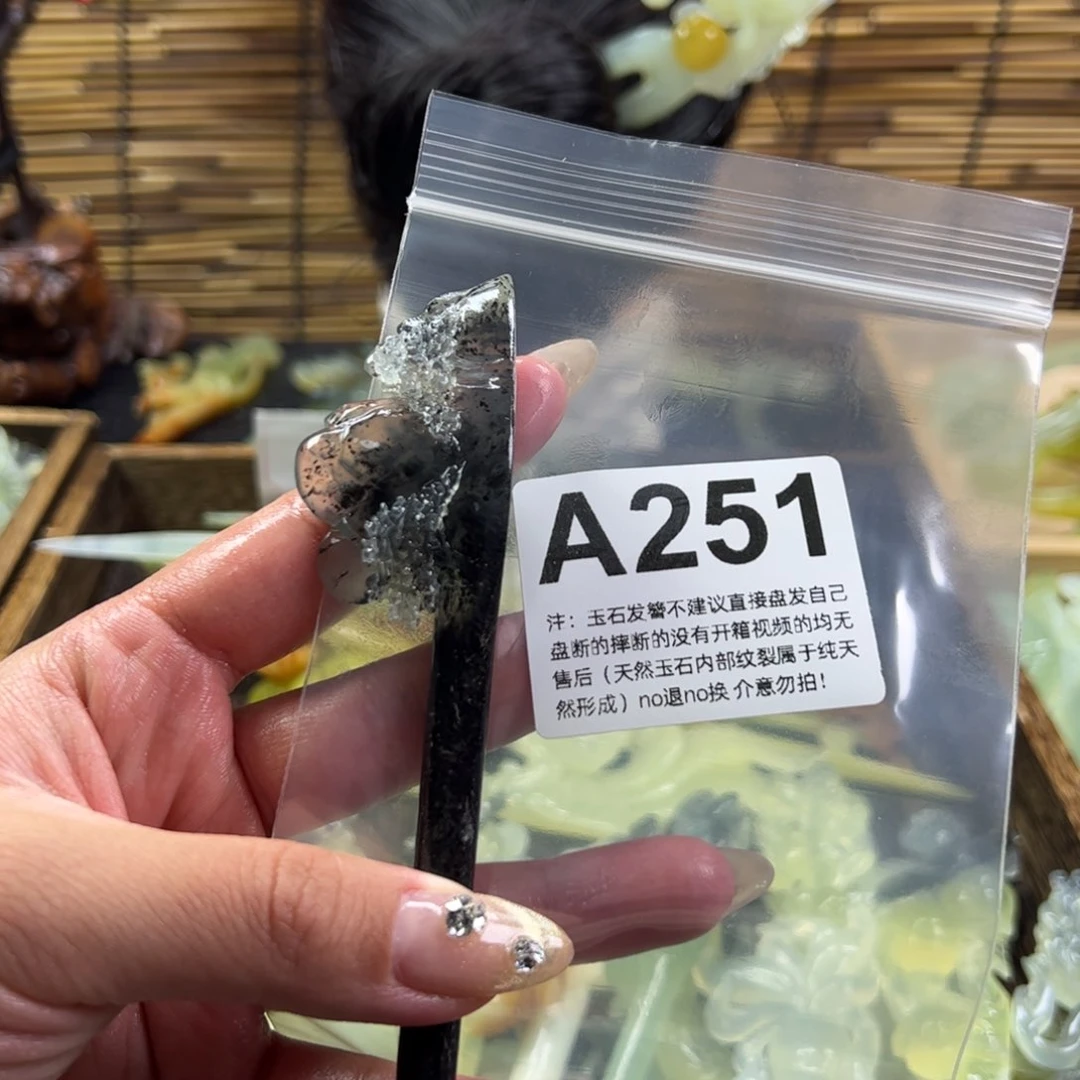 A251
注：玉石发簪不建议直接盘发自己
盘断的摔断的没有开箱视频的均无
售后（天然玉石内部纹裂属于纯天
然形成）no退no换 介意勿拍！